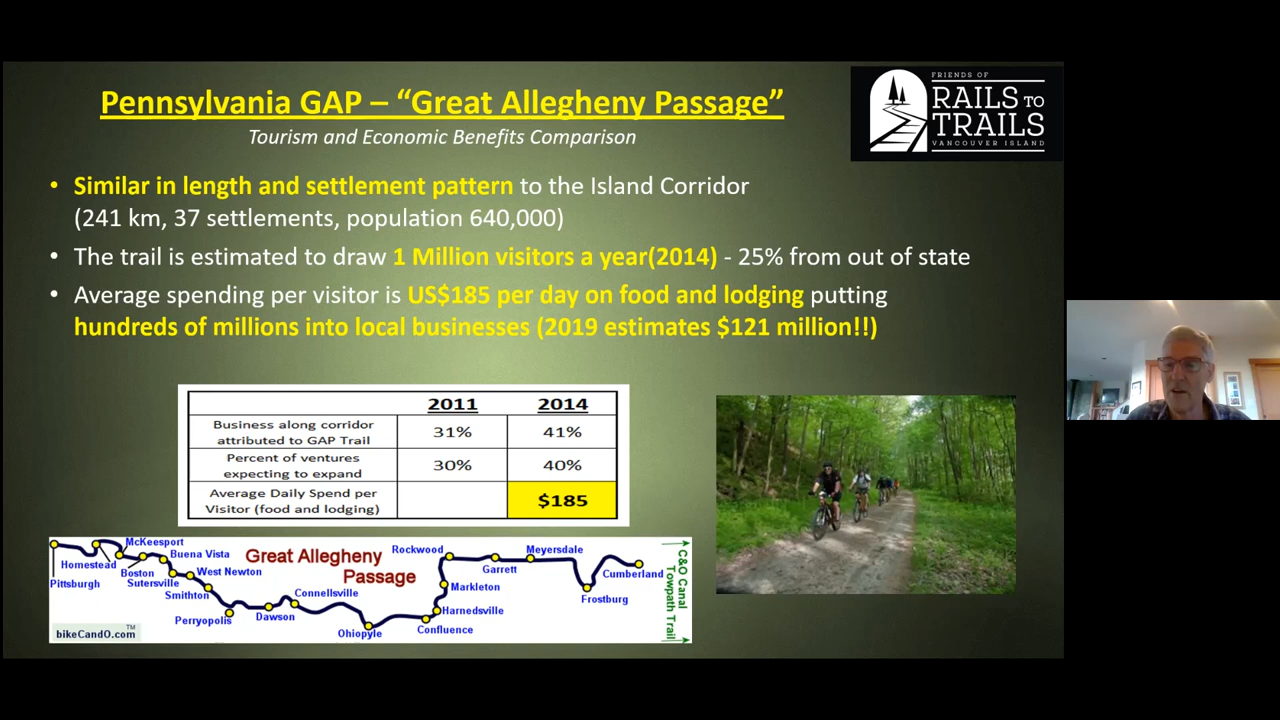 Pennsylvania GAP – “Great Allegheny Passage”
Tourism and Economic Benefits Comparison
FRIENDS OF
RAILS TO
TRAILS
VANCOUVER ISLAND
• Similar in length and settlement pattern to the Island Corridor
(241 km, 37 settlements, population 640,000)
• The trail is estimated to draw 1 Million visitors a year(2014) - 25% from out of state
• Average spending per visitor is US$185 per day on food and lodging putting
hundreds of millions into local businesses (2019 estimates $121 million!!)
2011 2014
Business along corridor
attributed to GAP Trail 31% 41%
Percent of ventures
expecting to expand 30% 40%
Average Daily Spend per
Visitor (food and lodging) $185
Great Allegheny
Passage
Pittsburgh
Homestead
McKeesport
Boston
Buena Vista
Sutersville
West Newton
Smithton
Perryopolis
Dawson
Connellsville
Ohiopyle
Confluence
Harnedsville
Markleton
Rockwood
Garrett
Meyersdale
Frostburg
Cumberland
C&O Canal
Towpath Trail
bikeCandO.com TM